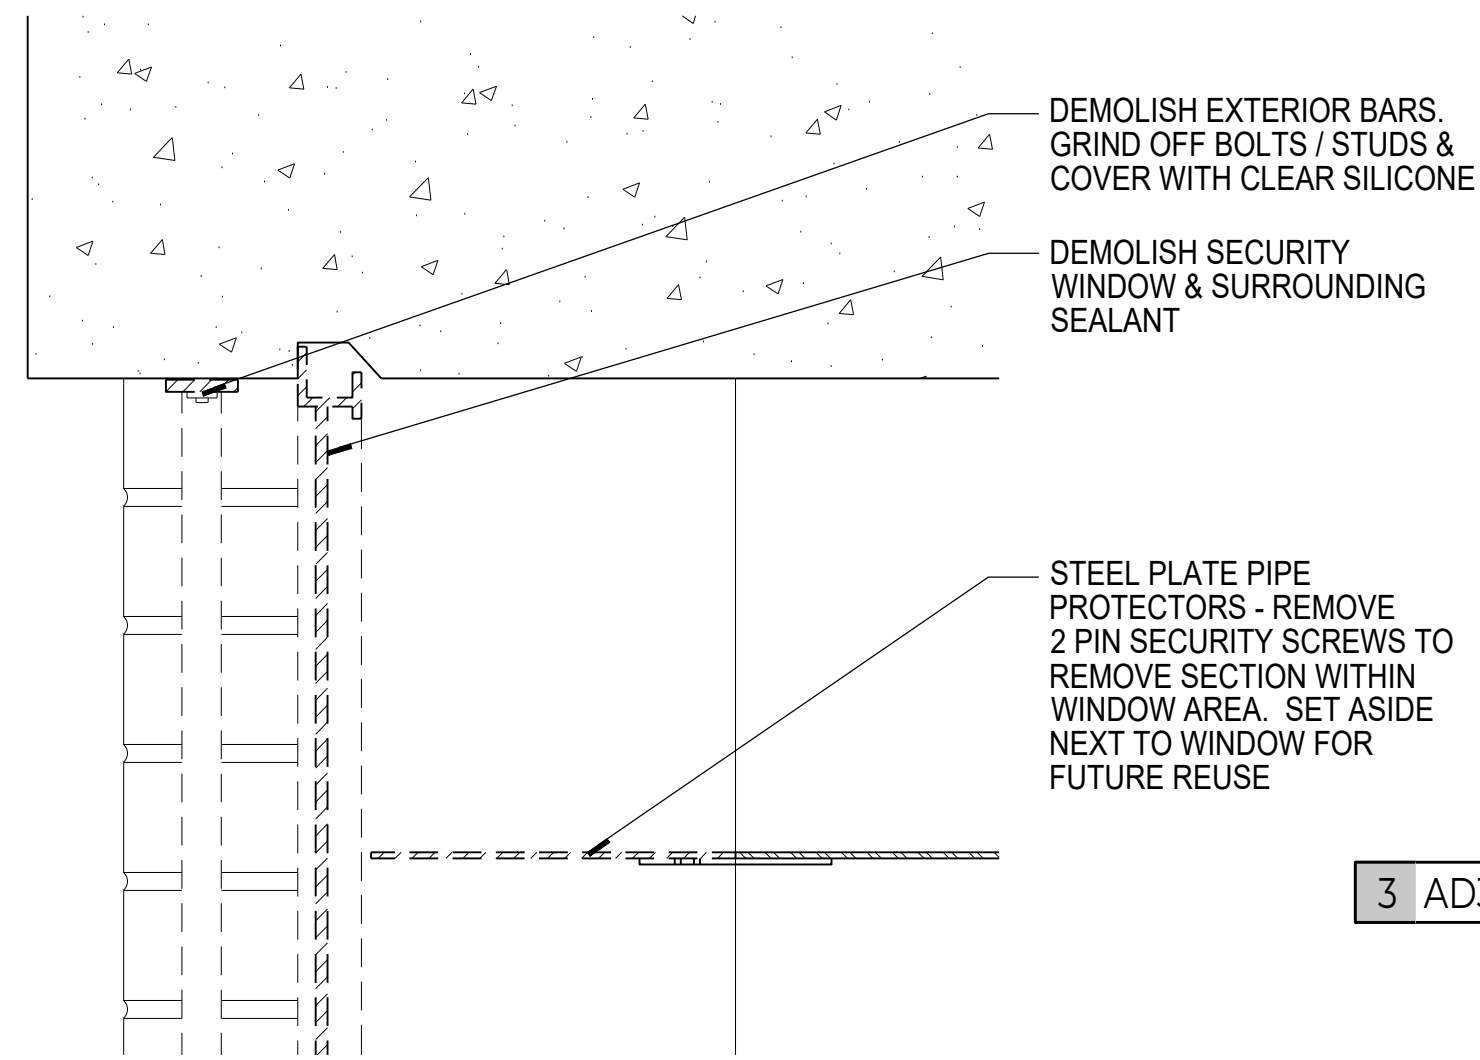 DEMOLISH EXTERIOR BARS.
GRIND OFF BOLTS / STUDS &
COVER WITH CLEAR SILICONE
DEMOLISH SECURITY
WINDOW & SURROUNDING
SEALANT
STEEL PLATE PIPE
PROTECTORS - REMOVE
2 PIN SECURITY SCREWS TO
REMOVE SECTION WITHIN
WINDOW AREA.  SET ASIDE
NEXT TO WINDOW FOR
FUTURE REUSE
3 AD